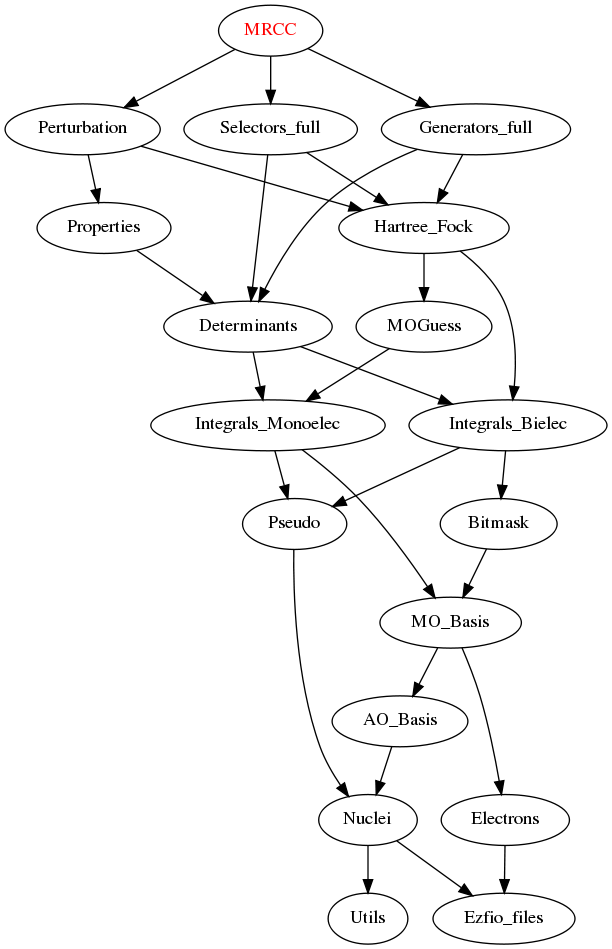 MRCC
Perturbation
Selectors_full
Generators_full
Properties
Hartree_Fock
Determinants
MOGuess
Integrals_Monoelec
Integrals_Bielec
Pseudo
Bitmask
MO_Basis
AO_Basis
Nuclei
Electrons
Utils
Ezfio_files